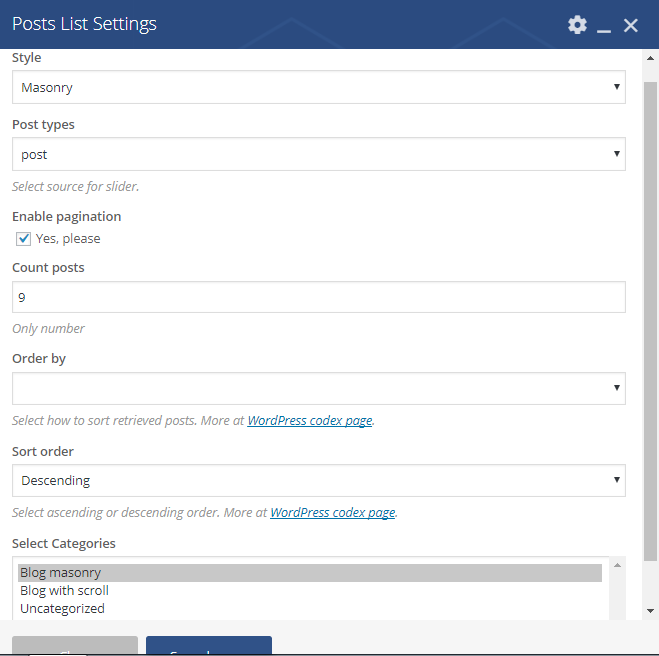 Posts List Settings
Style
Masonry
Post types
post
Select source for slider.
Enable pagination
Yes, please
Count posts
9
Only number
Order by
Select how to sort retrieved posts. More at WordPress codex page.
Sort order
Descending
Select ascending or descending order. More at WordPress codex page.
Select Categories
Blog masonry
Blog with scroll
Uncategorized